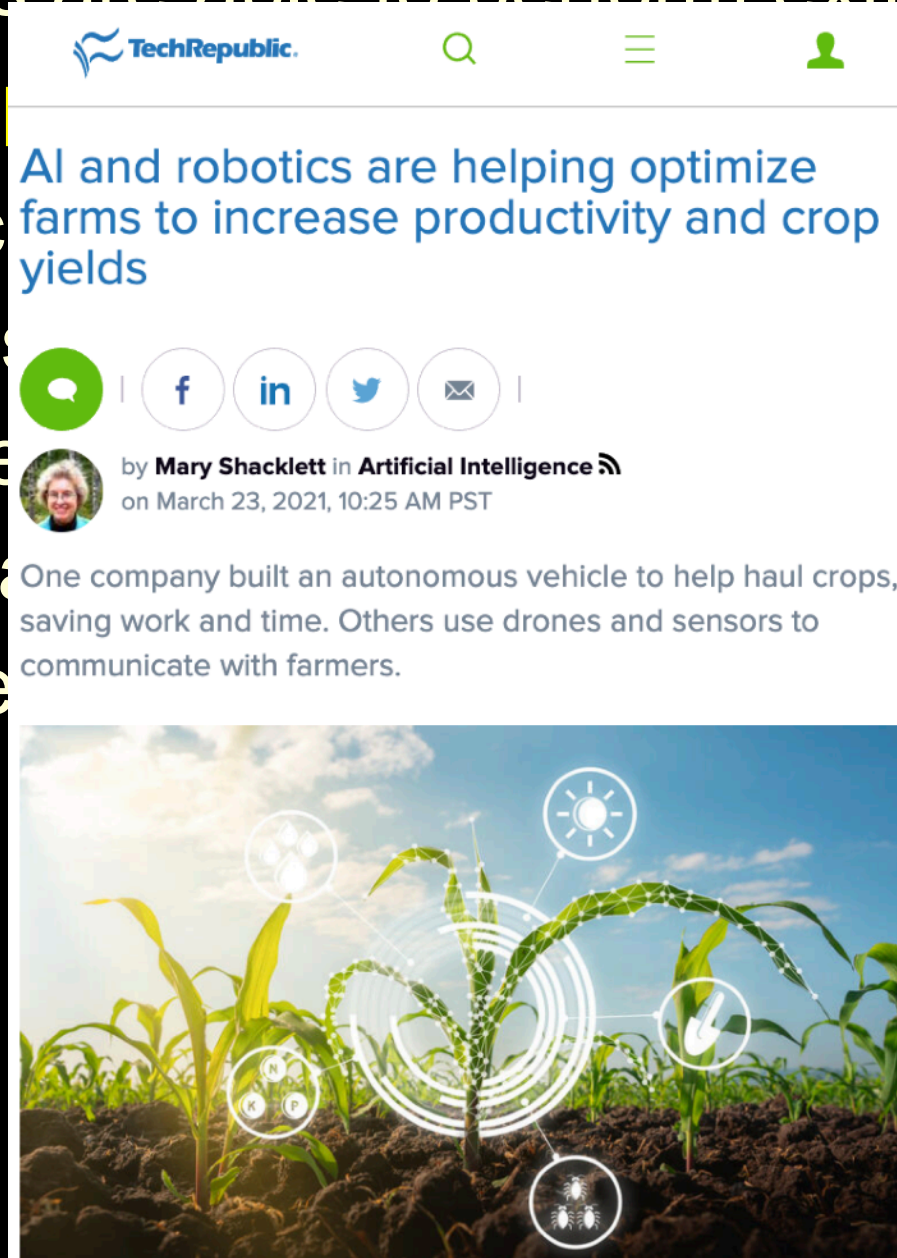 TechRepublic.
AI and robotics are helping optimize
farms to increase productivity and crop
yields
f
in
by Mary Shacklett in Artificial Intelligence
on March 23, 2021, 10:25 AM PST
One company built an autonomous vehicle to help haul crops,
saving work and time. Others use drones and sensors to
communicate with farmers.
N
K P